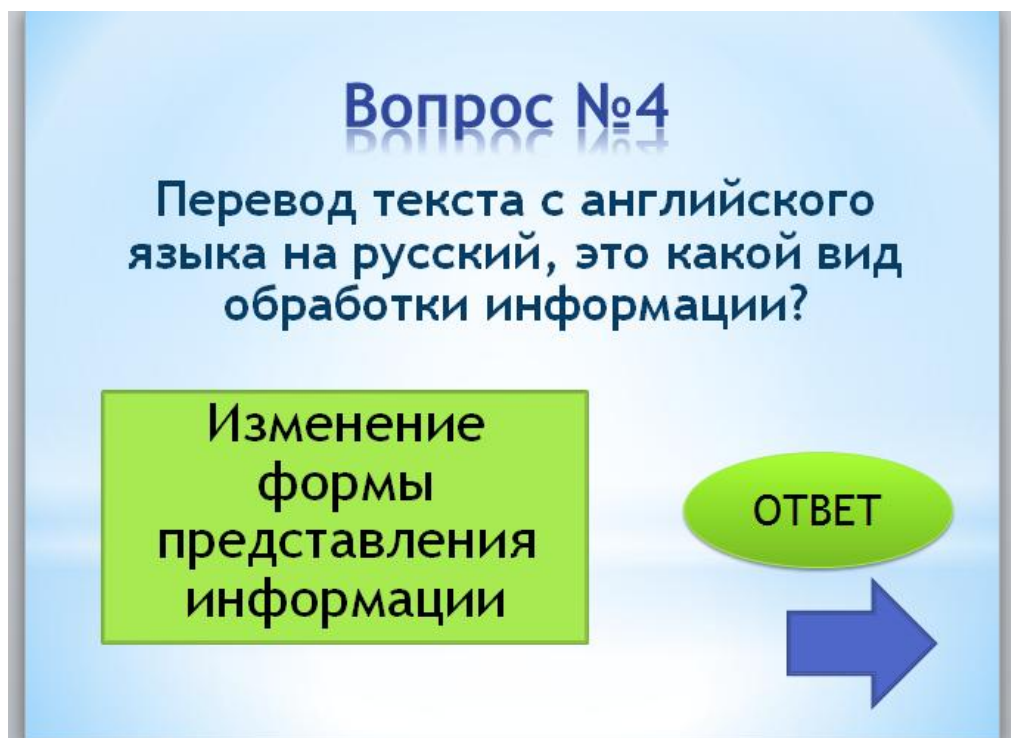 Вопрос №4
Перевод текста с английского
языка на русский, это какой вид
обработки информации?
Изменение
формы
представления
информации
ОТВЕТ